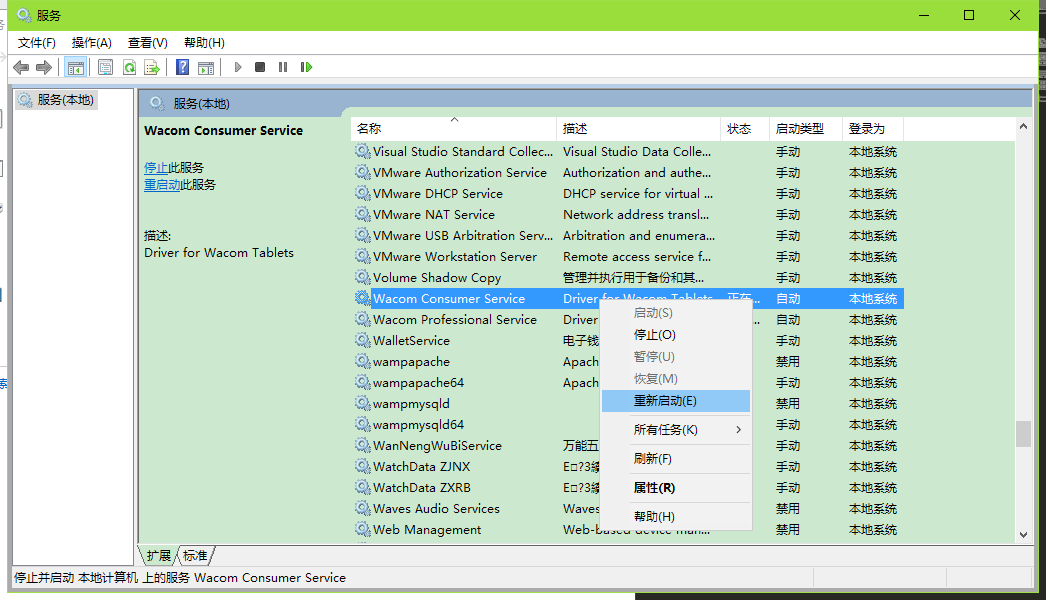 服务
文件(F) 操作(A) 查看(V) 帮助(H)
服务(本地)
服务(本地)
Wacom Consumer Service
停止此服务
重启动此服务
描述:
Driver for Wacom Tablets
名称 描述 状态 启动类型 登录为
Visual Studio Standard Collec... Visual Studio Data Colle... 手动 本地系统
VMware Authorization Service Authorization and authe... 手动 本地系统
VMware DHCP Service DHCP service for virtual ... 手动 本地系统
VMware NAT Service Network address transl... 手动 本地系统
VMware USB Arbitration Serv... Arbitration and enumera... 手动 本地系统
VMware Workstation Server Remote access service f... 手动 本地系统
Volume Shadow Copy 管理并执行用于备份和其... 手动 本地系统
Wacom Consumer Service Driver for Wacom Tablets 正在... 自动 本地系统
Wacom Professional Service Driver ... 自动 本地系统
WalletService 电子钱 手动 本地系统
wampapache Apach 禁用 本地系统
wampapache64 Apach 手动 本地系统
wampmysqld 禁用 本地系统
wampmysqld64 手动 本地系统
WanNengWuBiService 万能五 手动 本地系统
WatchData ZJNX 手动 本地系统
WatchData ZXRB 手动 本地系统
Waves Audio Services Waves 禁用 本地系统
Web Management Web-based device man... 禁用 本地系统
启动(S)
停止(O)
暂停(U)
恢复(M)
重新启动(E)
所有任务(K)
刷新(F)
属性(R)
帮助(H)
扩展 标准
停止并启动 本地计算机 上的服务 Wacom Consumer Service